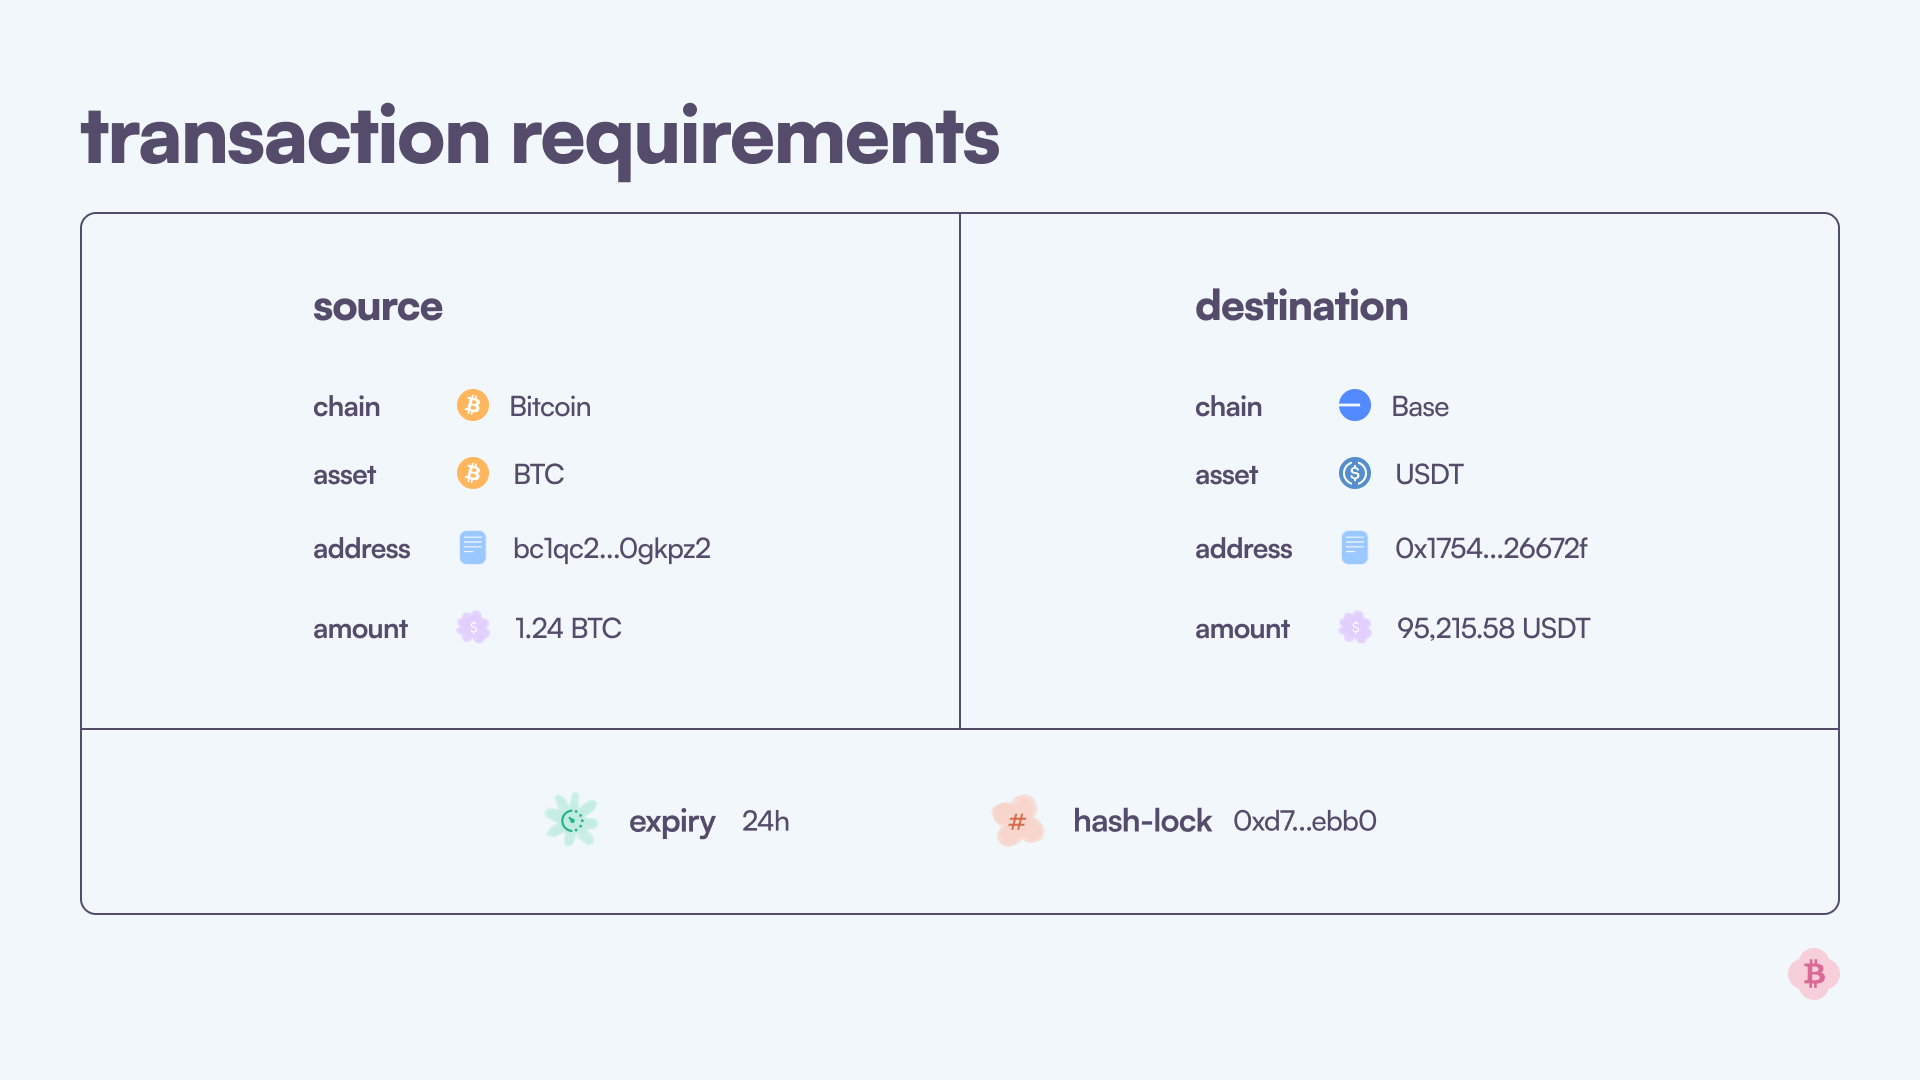 transaction requirements
source
chain Bitcoin
asset BTC
address bc1qc2...0gkpz2
amount 1.24 BTC
destination
chain Base
asset USDT
address 0x1754...26672f
amount 95,215.58 USDT
expiry 24h
hash-lock 0xd7...ebb0